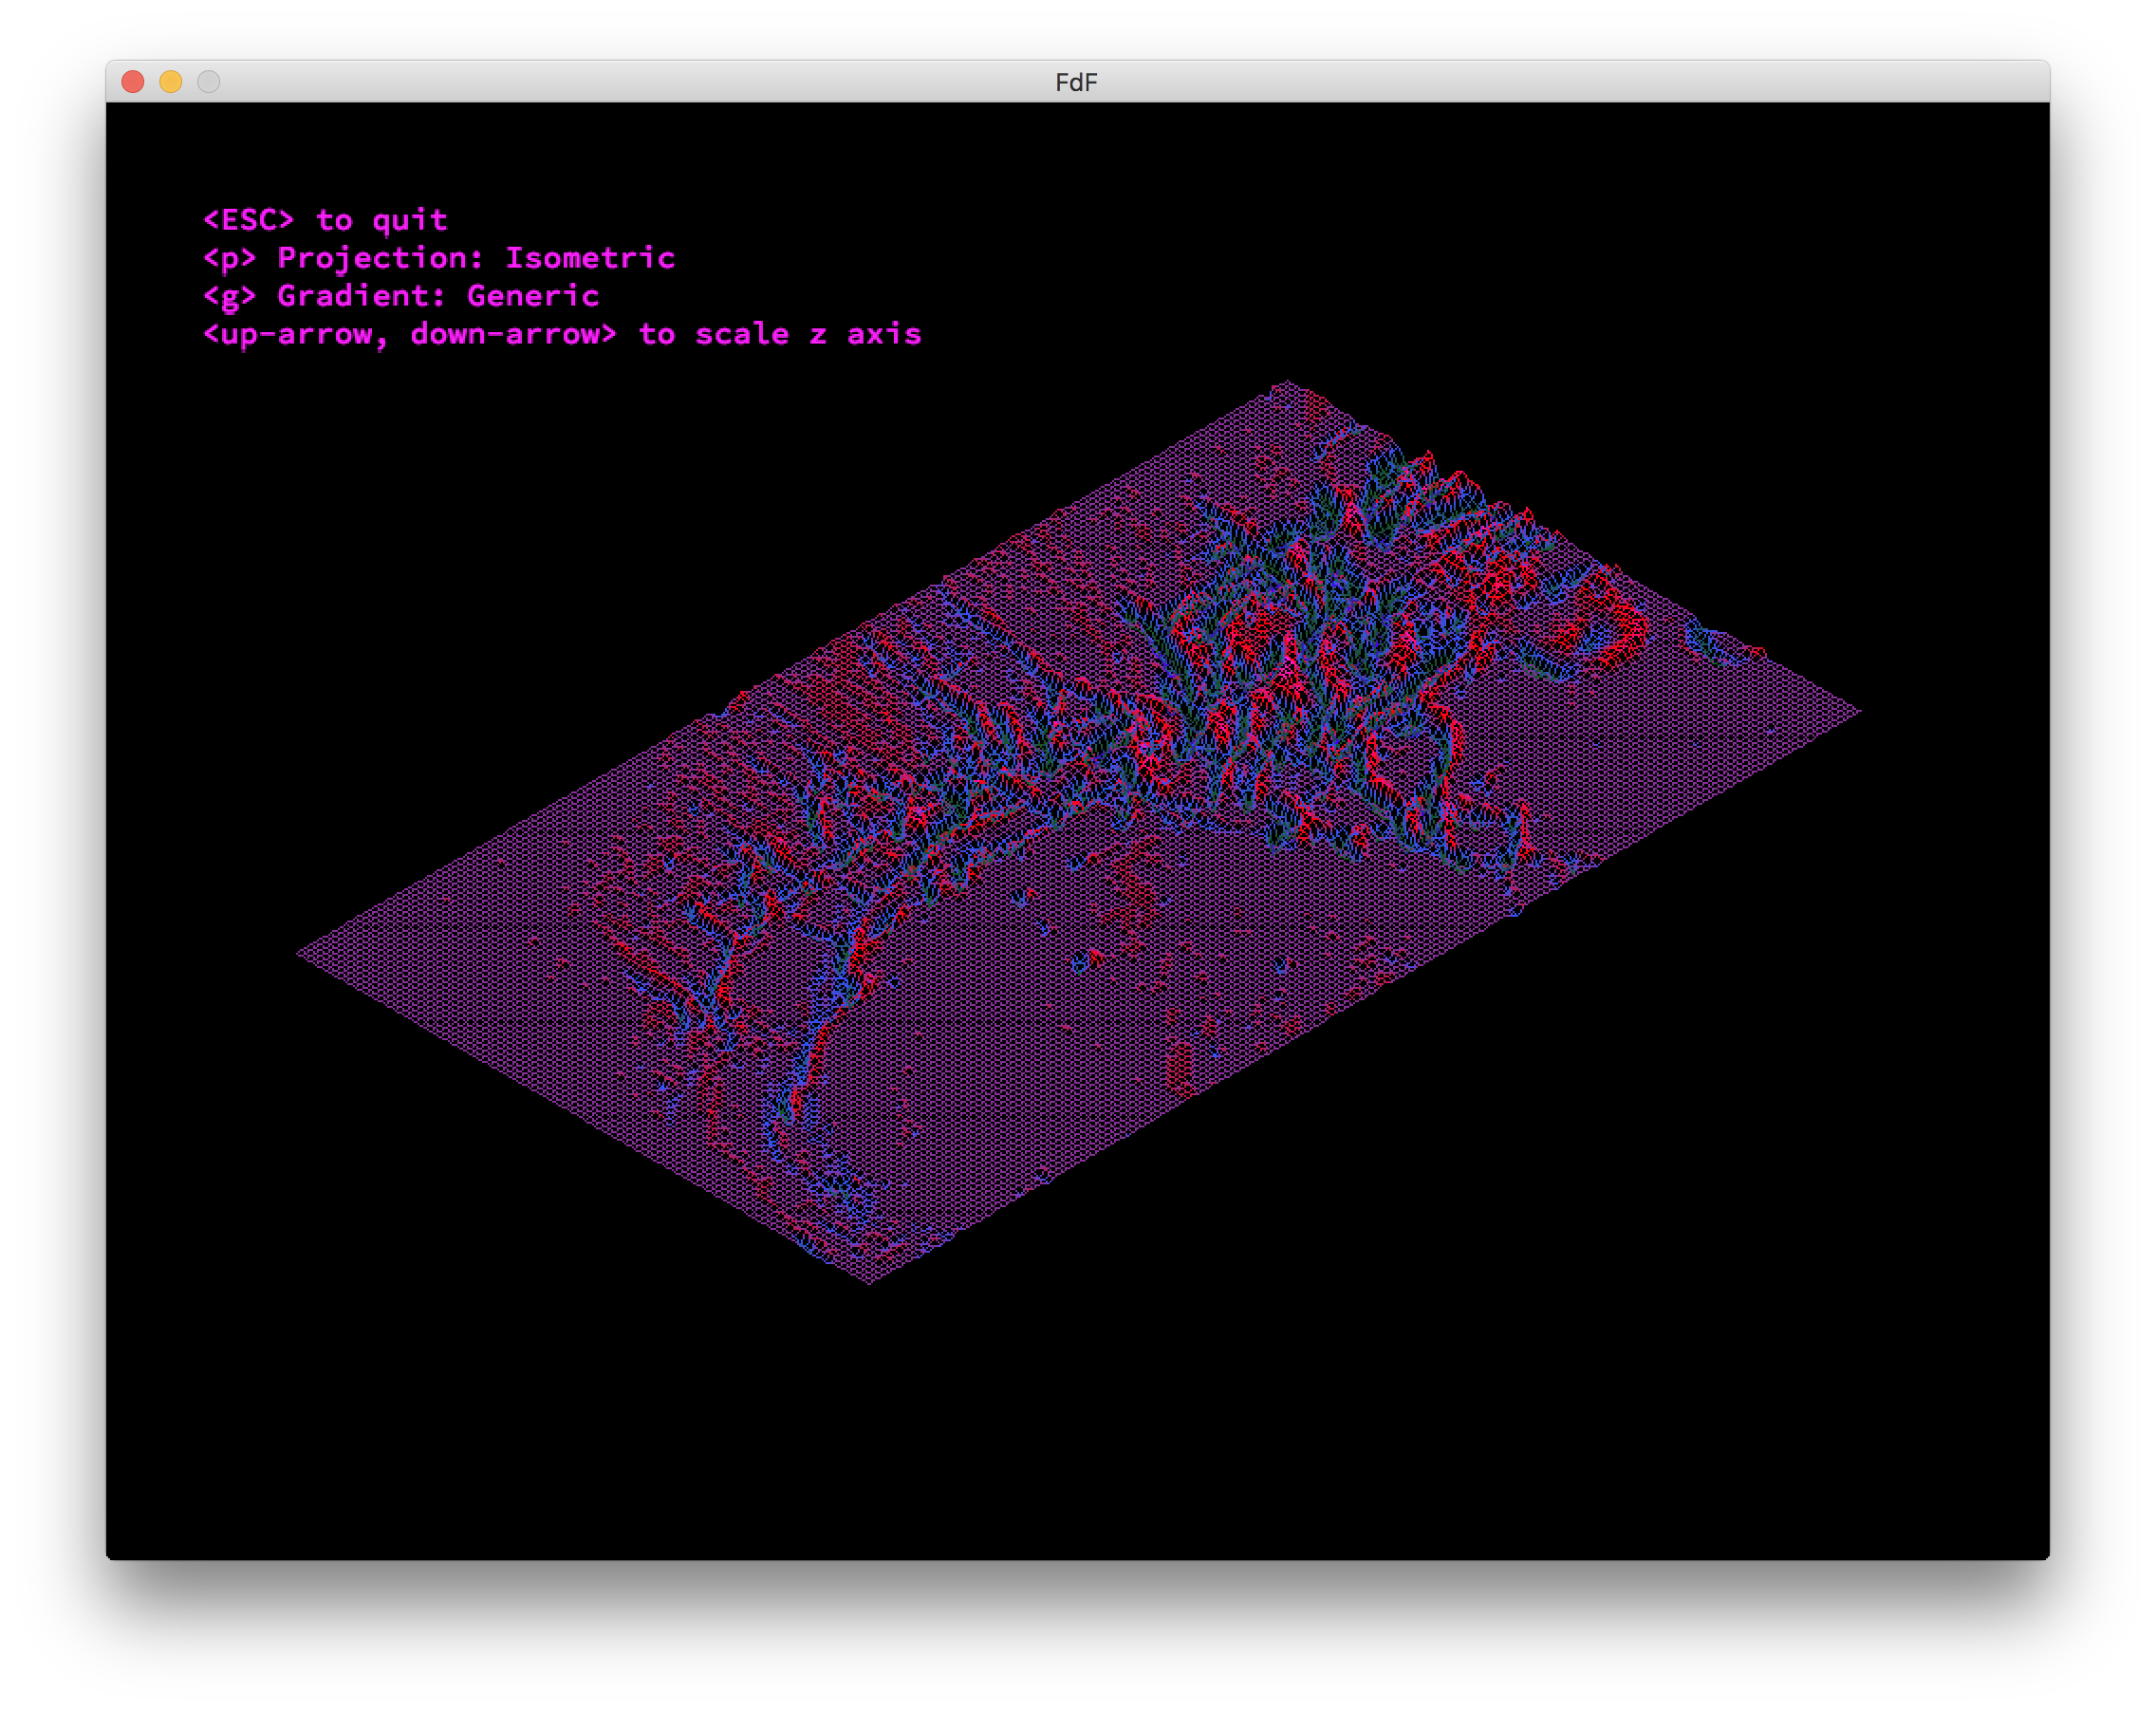 FdF
<ESC> to quit
<p> Projection: Isometric
<g> Gradient: Generic
<up-arrow, down-arrow> to scale z axis